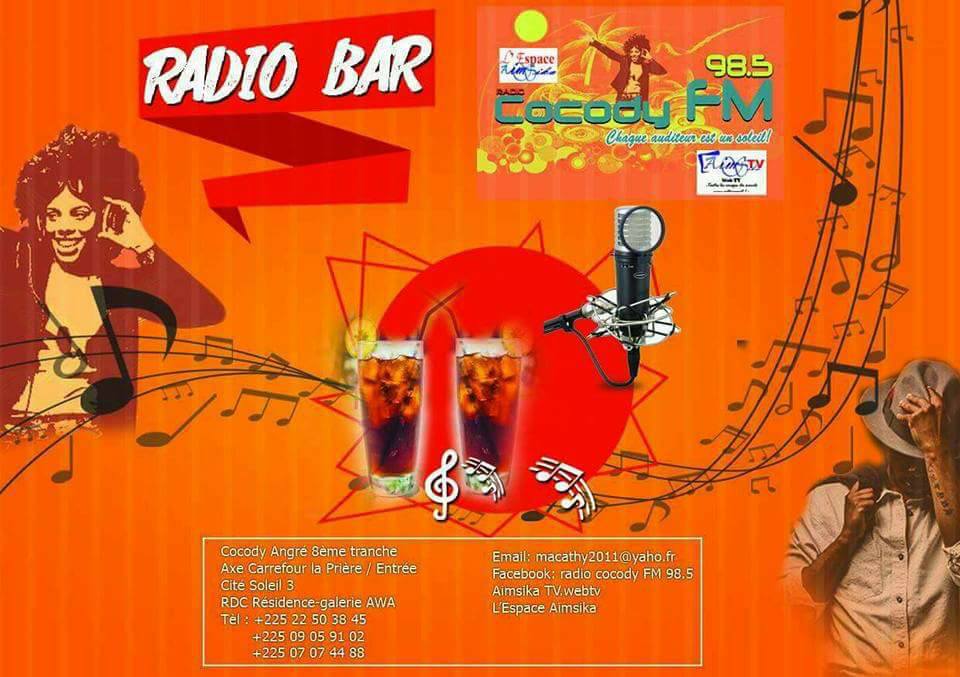 RADIO BAR
L'Espace
Aimsika
98.5
RADIO
Cocody FM
Chaque auditeur est un soleil!
Aims TV
Web TV
Cocody Angré 8ème tranche
Axe Carrefour la Prière / Entrée
Cité Soleil 3
RDC Résidence-galerie AWA
Tèl : +225 22 50 38 45
+225 09 05 91 02
+225 07 07 44 88
Email: macathy2011@yaho.fr
Facebook: radio cocody FM 98.5
Aimsika TV.webtv
L'Espace Aimsika